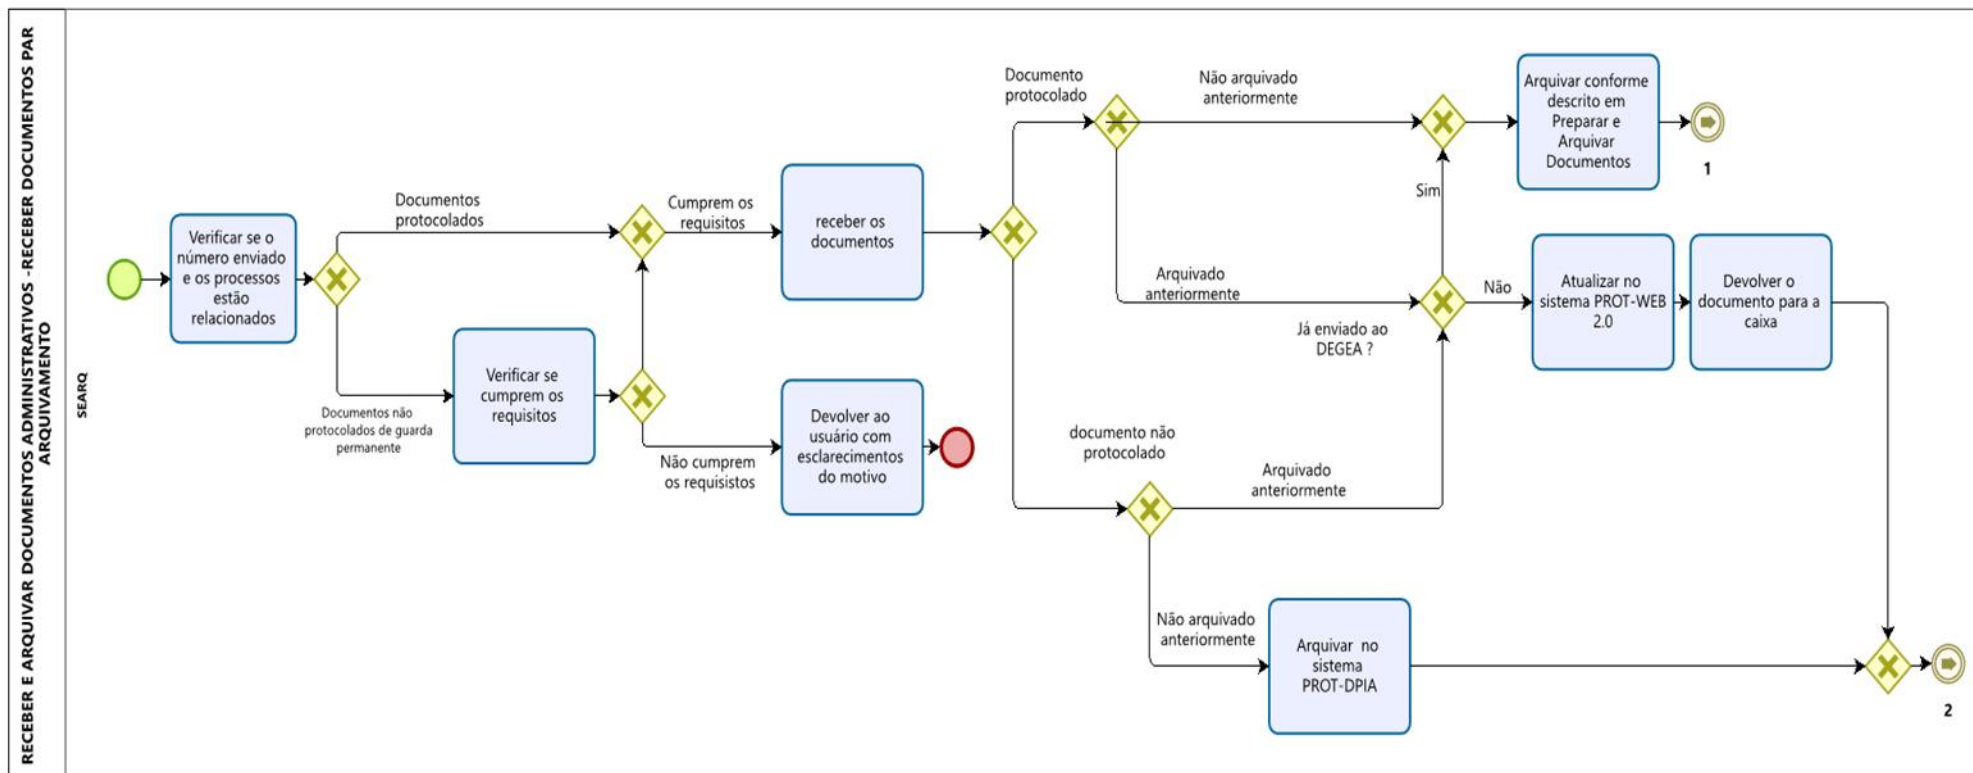 RECEBER E ARQUIVAR DOCUMENTOS ADMINISTRATIVOS -RECEBER DOCUMENTOS PAR
ARQUIVAMENTO
SEARQ
Verificar se o
número enviado
e os processos
estão
relacionados
Documentos
protocolados
Documentos não
protocolados de guarda
permanente
Verificar se
cumprem os
requisitos
Cumprem os
requisitos
Não cumprem
os requisistos
receber os
documentos
Devolver ao
usuário com
esclarecimentos
do motivo
Documento
protocolado
Não arquivado
anteriormente
Arquivado
anteriormente
Já enviado ao
DEGEA ?
Sim
Não
Arquivar conforme
descrito em
Preparar e
Arquivar
Documentos
1
Atualizar no
sistema PROT-WEB
2.0
Devolver o
documento para a
caixa
documento não
protocolado
Arquivado
anteriormente
Não arquivado
anteriormente
Arquivar no
sistema
PROT-DPIA
2